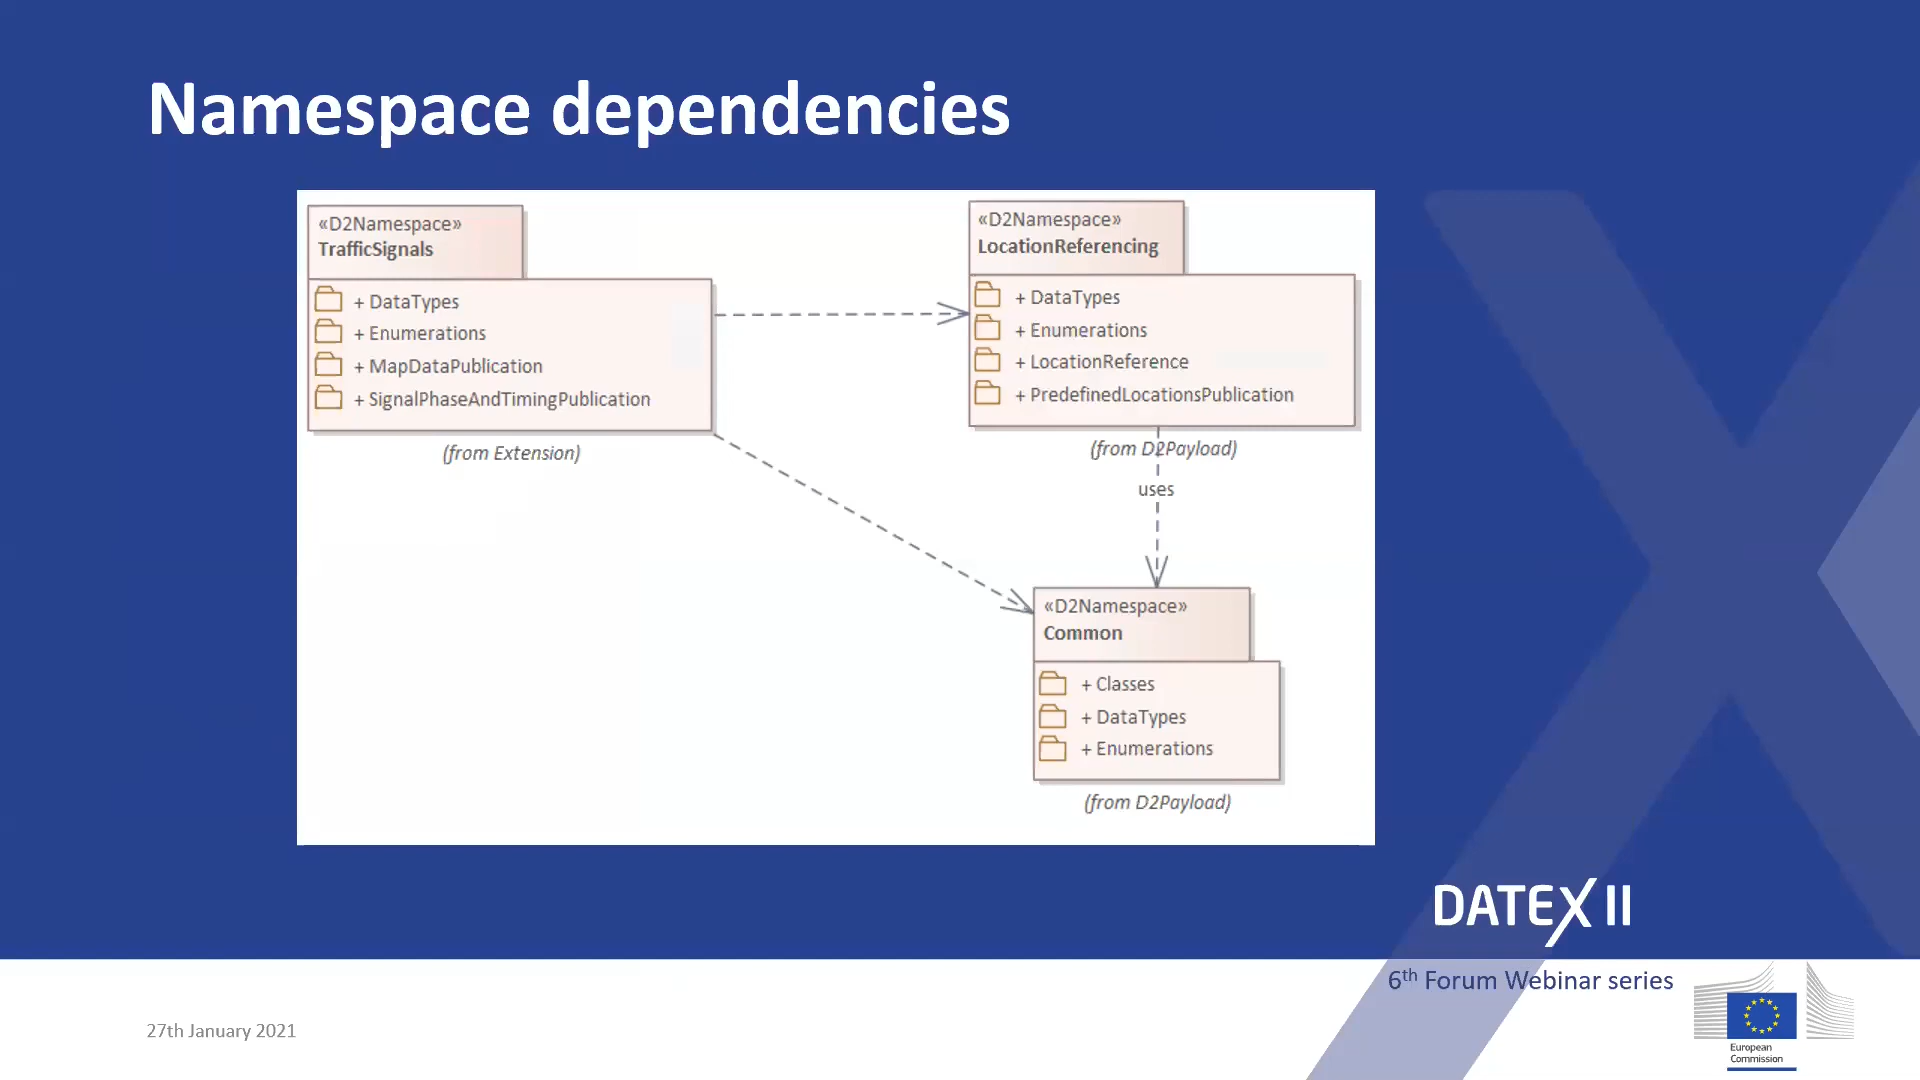 Namespace dependencies
«D2Namespace»
TrafficSignals
+ DataTypes
+ Enumerations
+ MapDataPublication
+ SignalPhaseAndTimingPublication
(from Extension)
«D2Namespace»
LocationReferencing
+ DataTypes
+ Enumerations
+ LocationReference
+ PredefinedLocationsPublication
(from D2Payload)
uses
«D2Namespace»
Common
+ Classes
+ DataTypes
+ Enumerations
(from D2Payload)
DATEX II
6th Forum Webinar series
27th January 2021
European
Commission